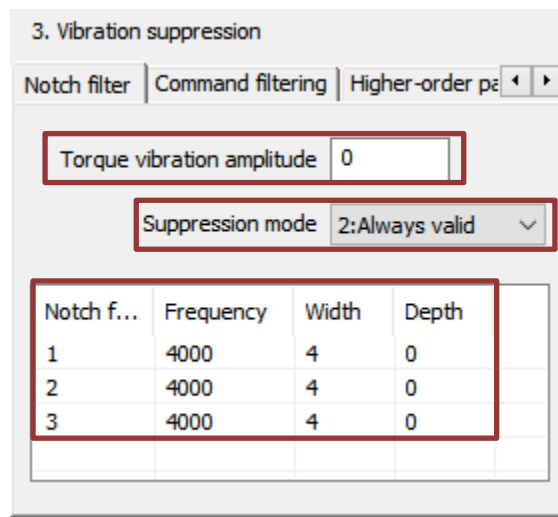 3. Vibration suppression
Notch filter Command filtering Higher-order pa
Torque vibration amplitude 0
Suppression mode 2:Always valid
Notch f... Frequency Width Depth
1 4000 4 0
2 4000 4 0
3 4000 4 0